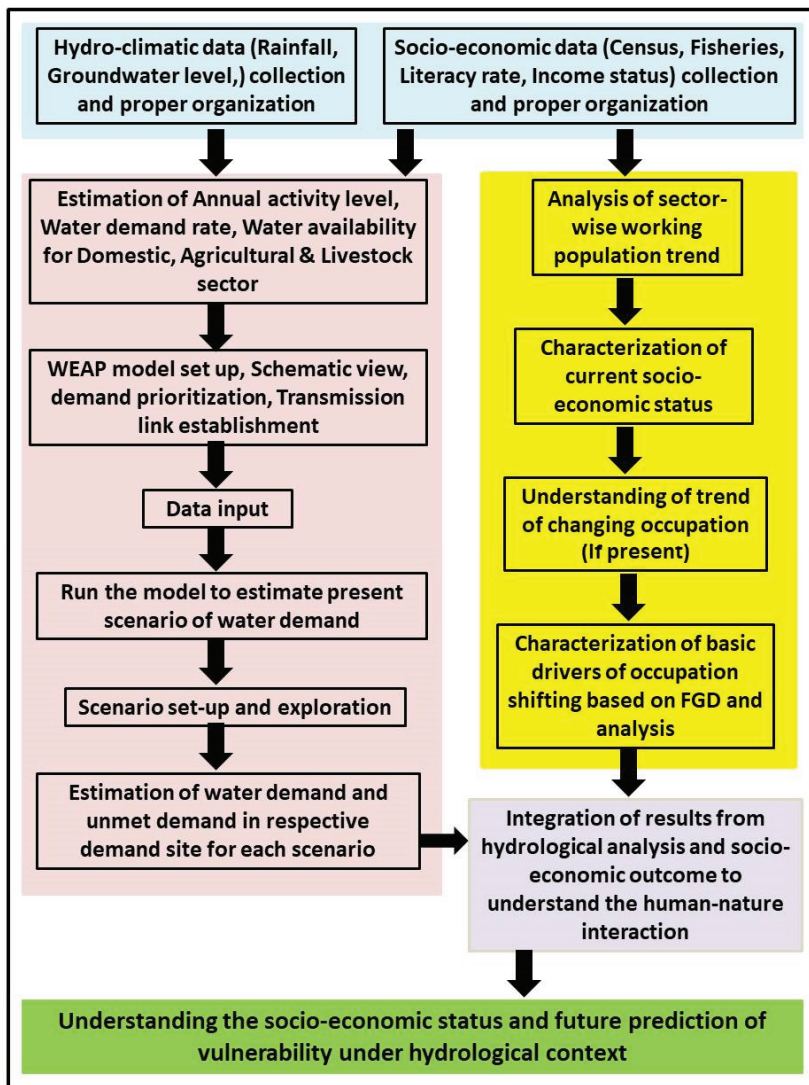 Hydro-climatic data (Rainfall,
Groundwater level,) collection
and proper organization
Socio-economic data (Census, Fisheries,
Literacy rate, Income status) collection
and proper organization
Estimation of Annual activity level,
Water demand rate, Water availability
for Domestic, Agricultural & Livestock
sector
WEAP model set up, Schematic view,
demand prioritization, Transmission
link establishment
Data input
Run the model to estimate present
scenario of water demand
Scenario set-up and exploration
Estimation of water demand and
unmet demand in respective
demand site for each scenario
Analysis of sector-
wise working
population trend
Characterization of
current socio-
economic status
Understanding of trend
of changing occupation
(If present)
Characterization of basic
drivers of occupation
shifting based on FGD and
analysis
Integration of results from
hydrological analysis and socio-
economic outcome to
understand the human-nature
interaction
Understanding the socio-economic status and future prediction of
vulnerability under hydrological context